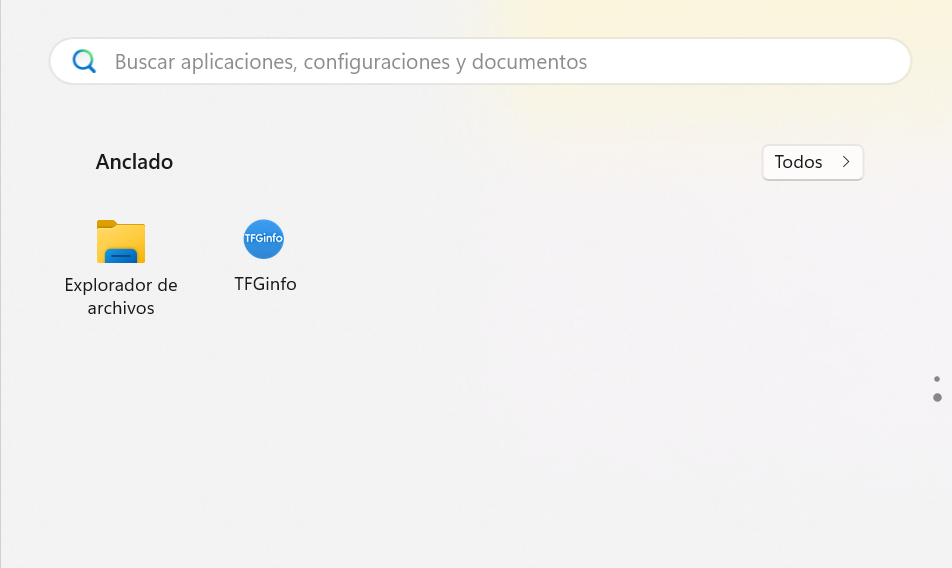 Buscar aplicaciones, configuraciones y documentos
Anclado
Todos
TFGinfo
Explorador de
archivos
TFGinfo